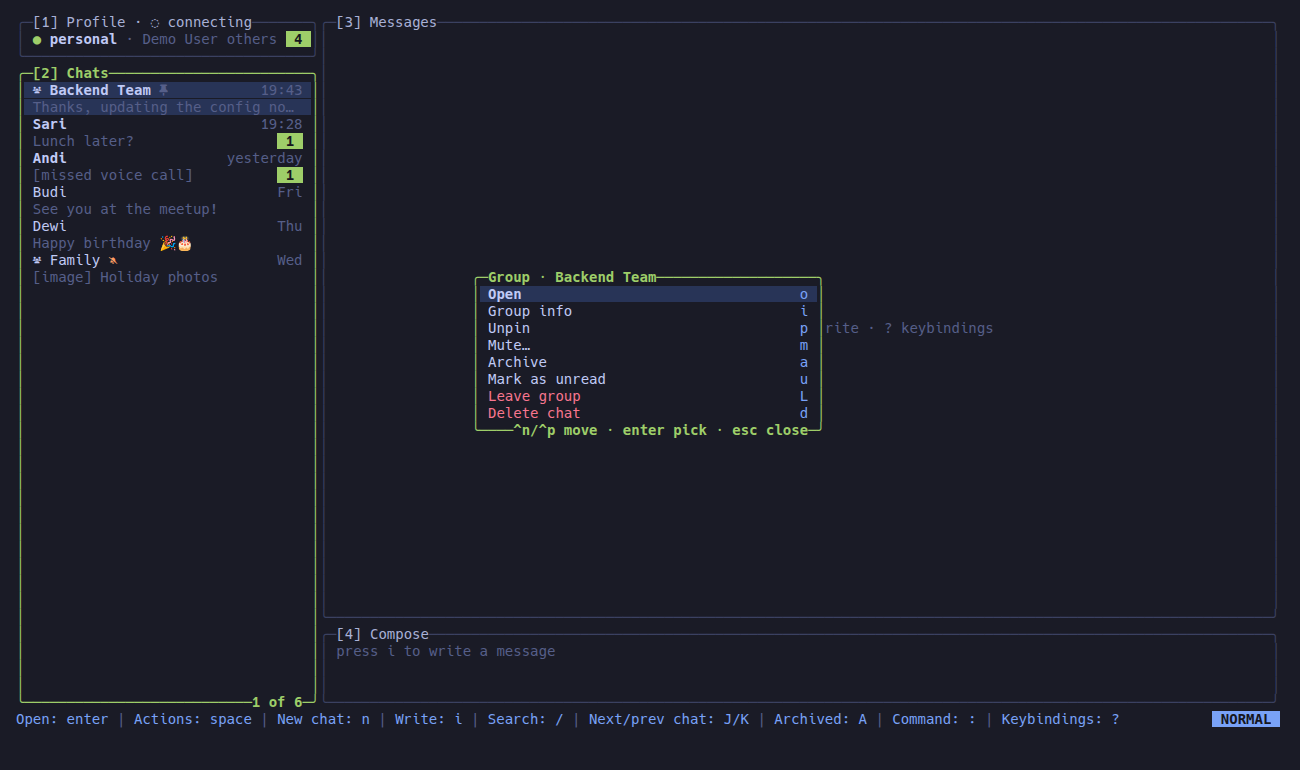 [1] Profile · ◌ connecting
● personal · Demo User others 4
[2] Chats
Backend Team 19:43
Thanks, updating the config no…
Sari 19:28
Lunch later? 1
Andi yesterday
[missed voice call] 1
Budi Fri
See you at the meetup!
Dewi Thu
Happy birthday 🎉🎂
Family Wed
[image] Holiday photos
1 of 6
[3] Messages
rite · ? keybindings
Group · Backend Team
Open o
Group info i
Unpin p
Mute… m
Archive a
Mark as unread u
Leave group L
Delete chat d
^n/^p move · enter pick · esc close
[4] Compose
press i to write a message
Open: enter | Actions: space | New chat: n | Write: i | Search: / | Next/prev chat: J/K | Archived: A | Command: : | Keybindings: ? NORMAL